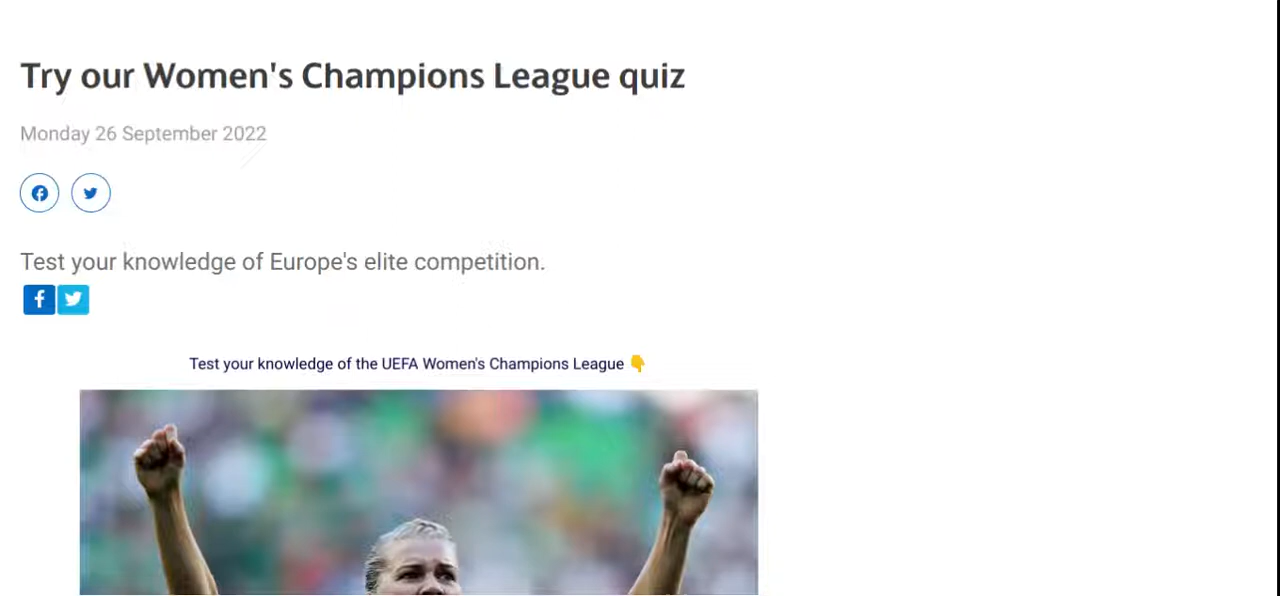 Try our Women's Champions League quiz
Monday 26 September 2022
Test your knowledge of Europe's elite competition.
Test your knowledge of the UEFA Women's Champions League 👇